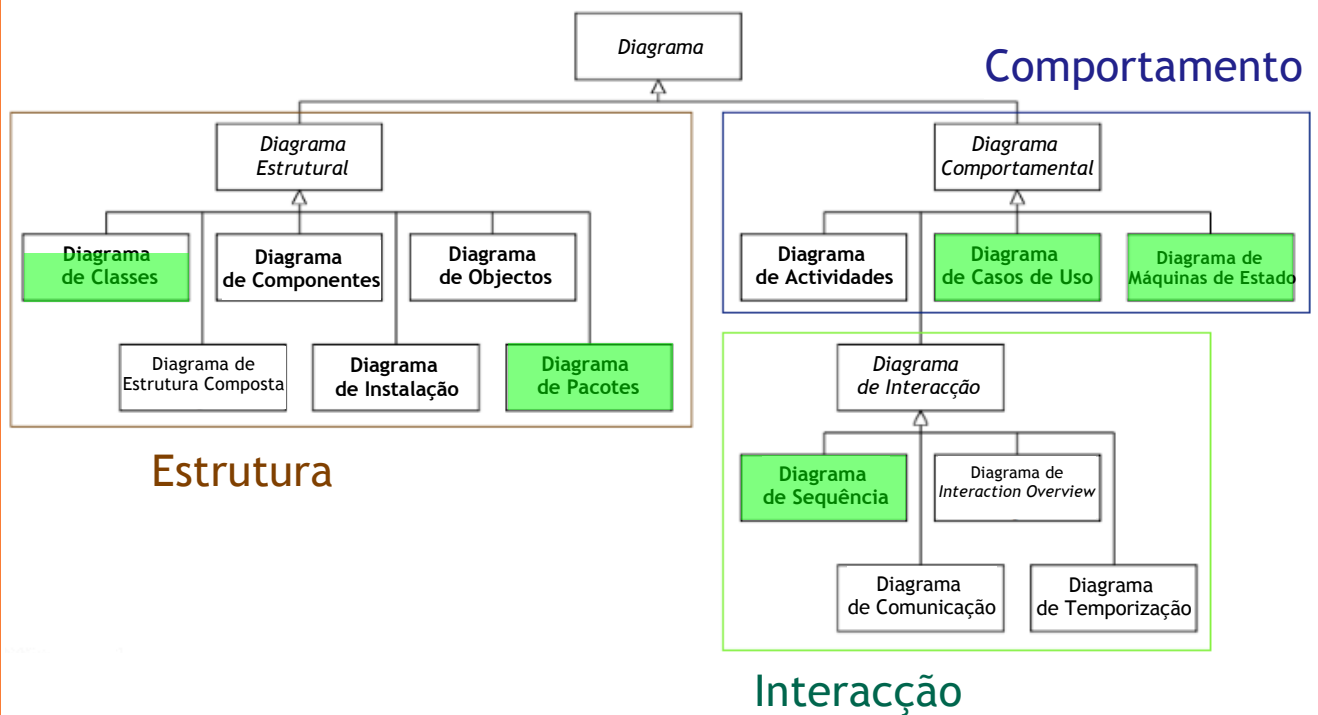 Diagrama
Comportamento
Diagrama
Estrutural
Diagrama
Comportamental
Diagrama
de Classes
Diagrama
de Componentes
Diagrama
de Objectos
Diagrama
de Actividades
Diagrama
de Casos de Uso
Diagrama de
Máquinas de Estado
Diagrama de
Estrutura Composta
Diagrama
de Instalação
Diagrama
de Pacotes
Diagrama
de Interacção
Estrutura
Diagrama
de Sequência
Diagrama de
Interaction Overview
Diagrama
de Comunicação
Diagrama
de Temporização
Interacção